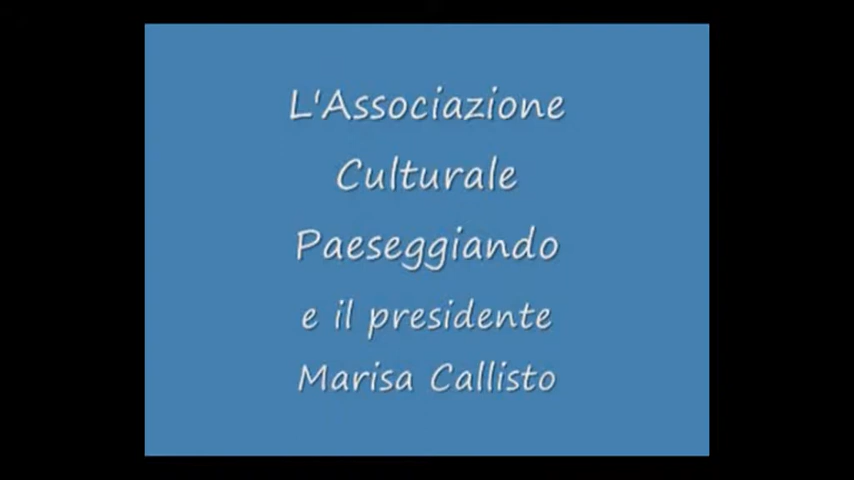 L'Associazione
Culturale
Paeseggiando
e il presidente
Marisa Callisto